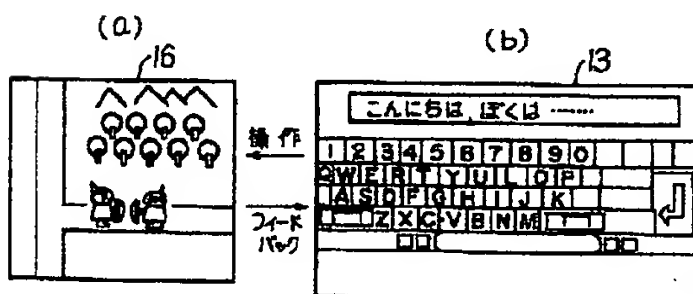 (a)
16
操作
フィード
バック
(b)
13
こんにちは,ぼくは……
1 2 3 4 5 6 7 8 9 0
Q W E R T Y U L O P
A S D F G H I J K
Z X C V B N M